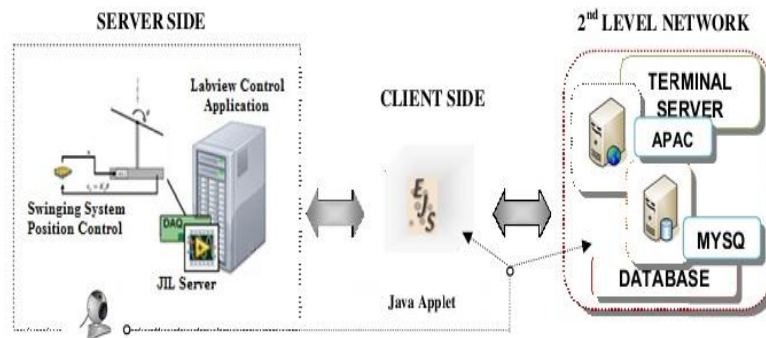 SERVER SIDE
Labview Control
Application
Swinging System
Position Control
DAQ
JIL Server
CLIENT SIDE
EJS
Java Applet
2nd LEVEL NETWORK
TERMINAL
SERVER
APAC
MYSQ
DATABASE